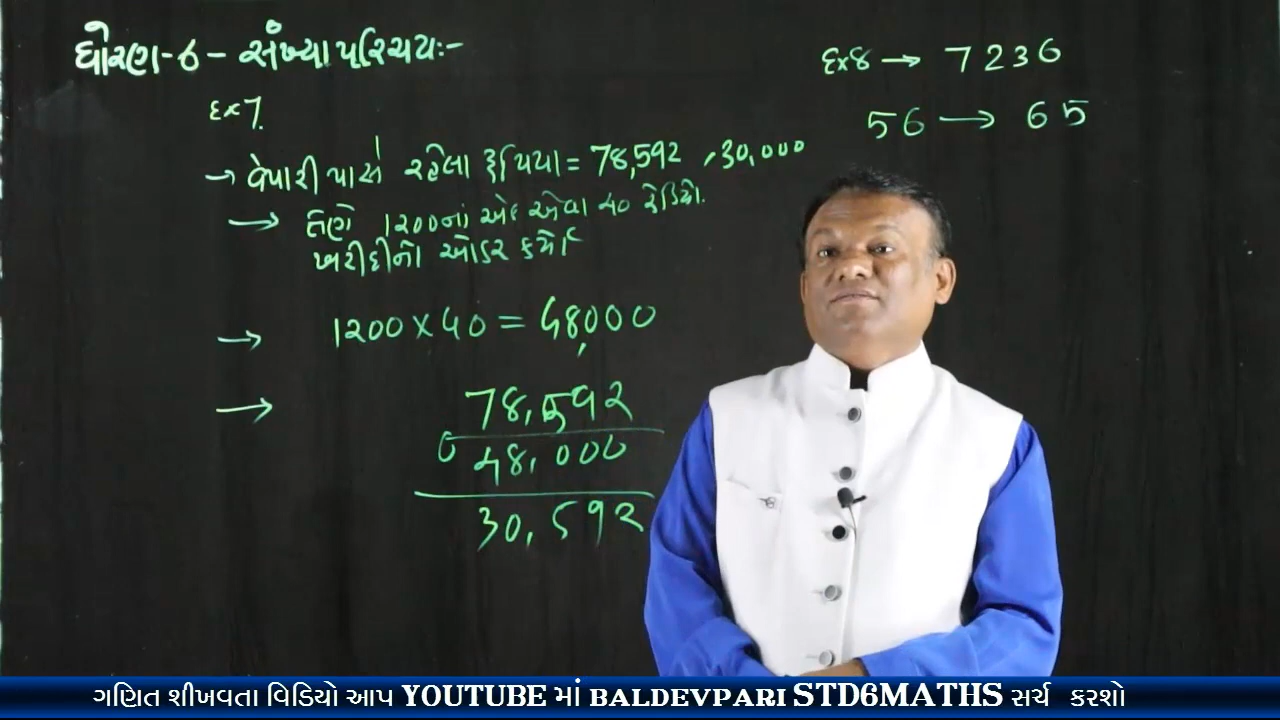 ધોરણ-૬ - સંખ્યા પરિચય:-
દા.7.
→ વેપારી પાસે રહેલા રૂપિયા = 78,592 , 30,000
→ તેણે 1200નાં એક એવા 40 રેડિયો.
ખરીદીનો ઓર્ડર કર્યો
→ 1200 × 40 = 48,000
→ 78,592
48,000
30,592
→ 7236
56 → 65
ગણિત શીખવતા વિડિયો આપ YOUTUBE માં BALDEVPARI STD6MATHS સર્ચ કરશો